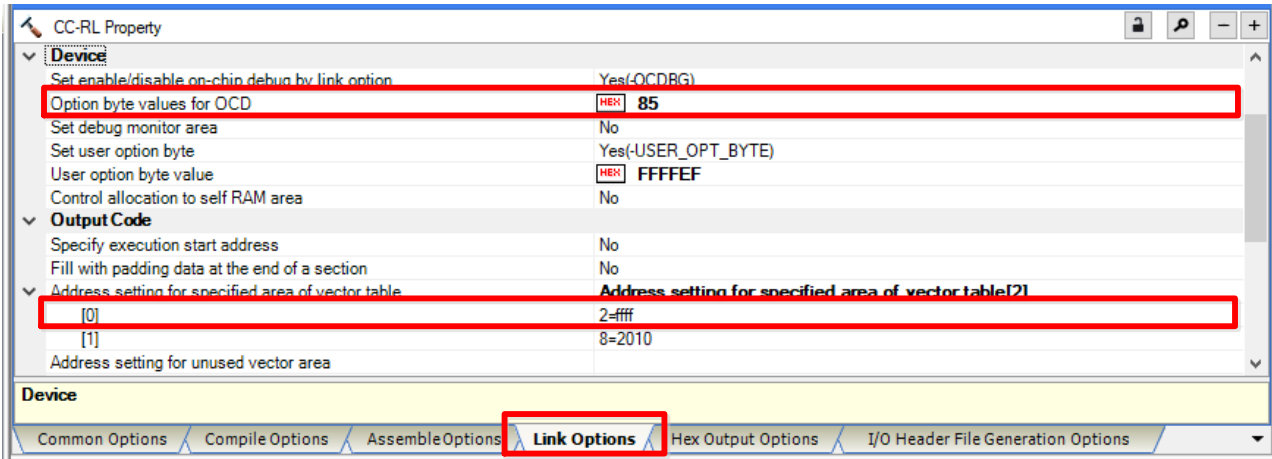 CC-RL Property
Device
Set enable/disable on-chip debug by link option Yes(-OCDBG)
Option byte values for OCD HEX 85
Set debug monitor area No
Set user option byte Yes(-USER_OPT_BYTE)
User option byte value HEX FFFFEF
Control allocation to self RAM area No
Output Code
Specify execution start address No
Fill with padding data at the end of a section No
Address setting for specified area of vector table Address setting for specified area of vector table[2]
[0] 2=ffff
[1] 8=2010
Address setting for unused vector area
Device
Common Options Compile Options Assemble Options Link Options Hex Output Options I/O Header File Generation Options